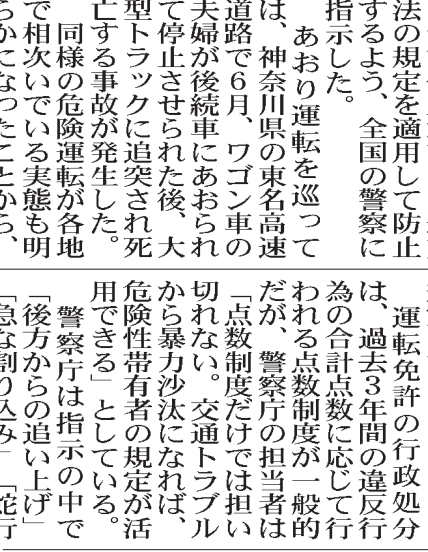 法の規定を適用して防止
するよう、全国の警察に
指示した。
あおり運転を巡って
は、神奈川県の東名高速
道路で６月、ワゴン車の
夫婦が後続車にあおられ
て停止させられた後、大
型トラックに追突され死
亡する事故が発生した。
同様の危険運転が各地
で相次いでいる実態も明
らかになったことから、
運転免許の行政処分
は、過去３年間の違反行
為の合計点数に応じて行
われる点数制度が一般的
だが、警察庁の担当者は
「点数制度だけでは担い
切れない。交通トラブル
から暴力沙汰になれば、
危険性帯有者の規定が活
用できる」としている。
警察庁は指示の中で
「後方からの追い上げ」
「急な割り込み」「蛇行